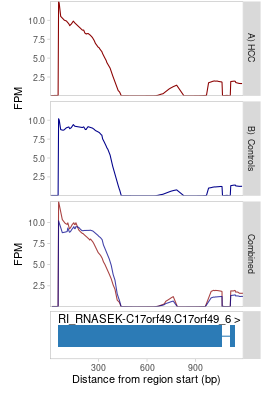 10.0
7.5
5.0
2.5
A) HCC
FPM
10.0
7.5
5.0
2.5
B) Controls
FPM
10.0
7.5
5.0
2.5
Combined
FPM
RI_RNASEK-C17orf49.C17orf49_6 >
300 600 900
Distance from region start (bp)